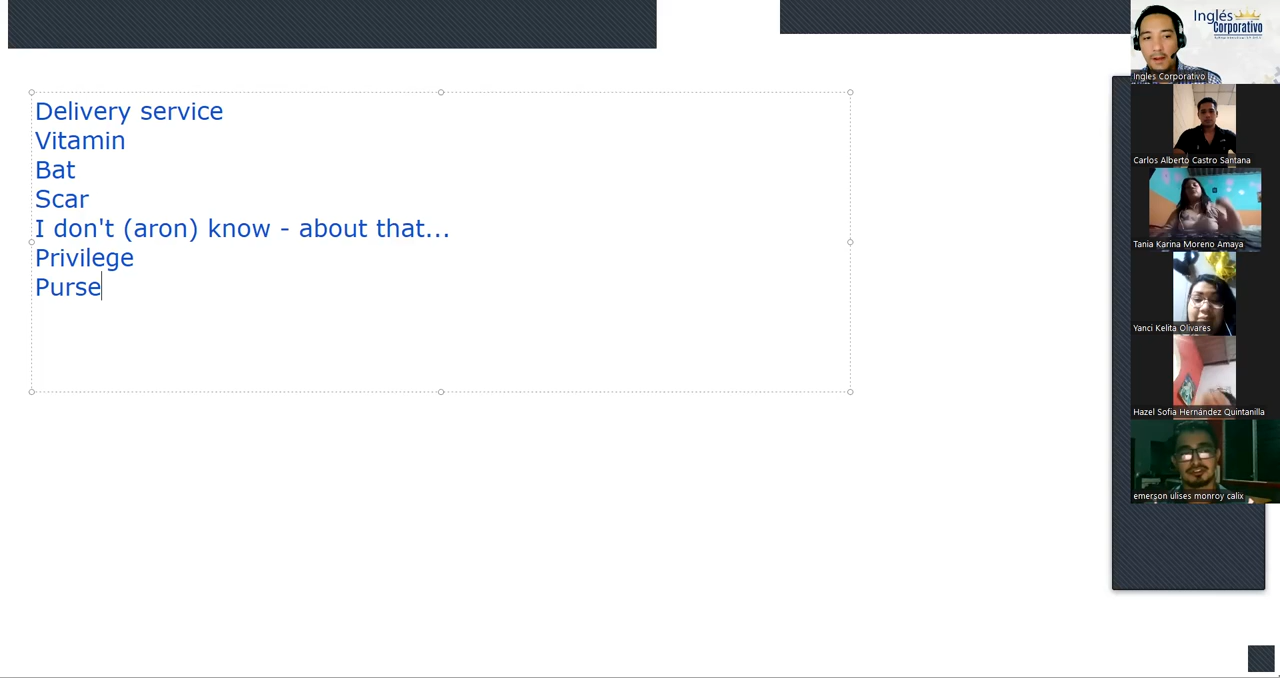 Delivery service
Vitamin
Bat
Scar
I don't (aron) know - about that...
Privilege
Purse
Inglés
Corporativo
Ingles Corporativo
Carlos Alberto Castro Santana
Tania Karina Moreno Amaya
Yanci Kelita Olivares
Hazel Sofia Hernández Quintanilla
emerson ulises monroy calix